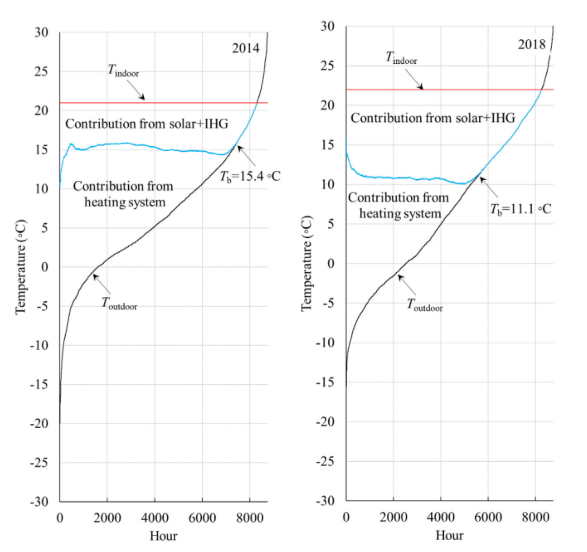 30
25
20
15
10
5
0
-5
-10
-15
-20
-25
-30
Temperature (∘C)
2014
Tindoor
Contribution from solar+IHG
Tb=15.4 ∘C
Contribution from
heating system
Toutdoor
0 2000 4000 6000 8000
Hour
30
25
20
15
10
5
0
-5
-10
-15
-20
-25
-30
Temperature (∘C)
2018
Tindoor
Contribution from solar+IHG
Contribution from
heating system
Tb=11.1 ∘C
Toutdoor
0 2000 4000 6000 8000
Hour